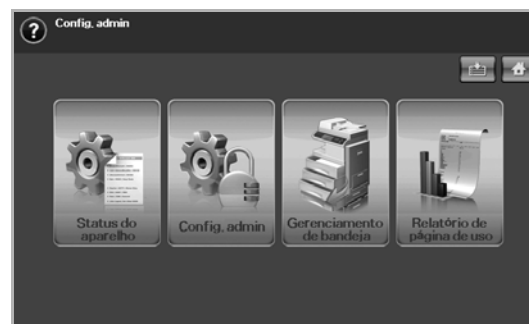 ?
Config. admin
Status do
aparelho
Config. admin
Gerenciamento
de bandeja
Relatório de
página de uso